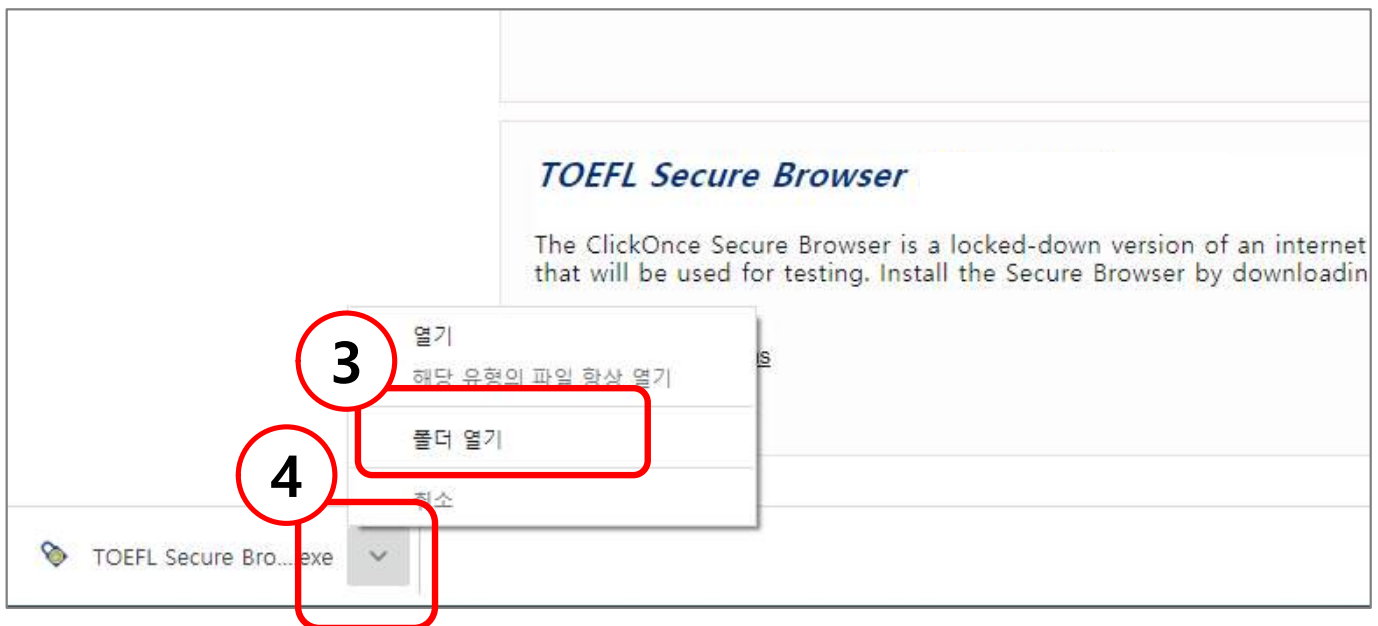 TOEFL Secure Browser
The ClickOnce Secure Browser is a locked-down version of an internet
that will be used for testing. Install the Secure Browser by downloadin
열기
해당 유형의 파일 항상 열기
폴더 열기
취소
3
4
TOEFL Secure Bro....exe